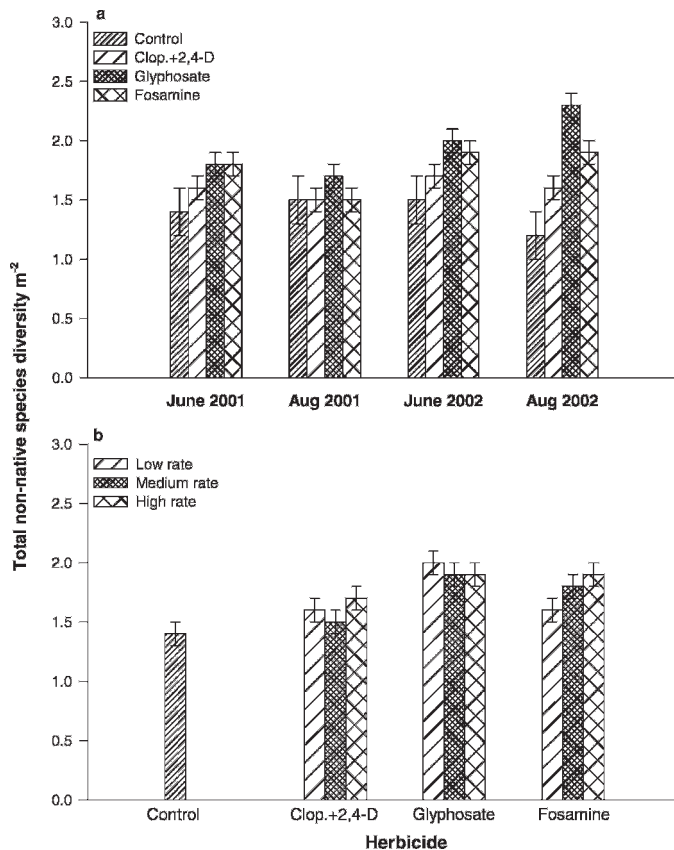 a
3.0
Control
Clop.+2,4-D
Glyphosate
Fosamine
2.5
2.0
1.5
1.0
0.5
0.0
June 2001 Aug 2001 June 2002 Aug 2002
Total non-native species diversity m-2
b
3.0
Low rate
Medium rate
High rate
2.5
2.0
1.5
1.0
0.5
0.0
Control Clop.+2,4-D Glyphosate Fosamine
Herbicide